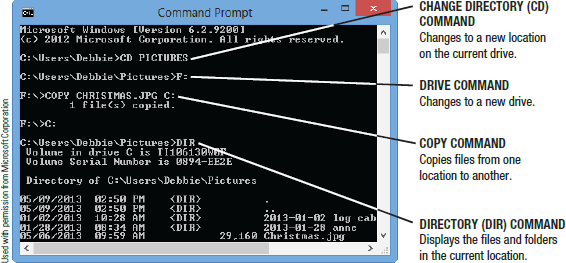 Command Prompt
Microsoft Windows [Version 6.2.9200]
(c) 2012 Microsoft Corporation. All rights reserved.
C:\Users\Debbie>CD PICTURES
C:\Users\Debbie\Pictures>F:
F:\>COPY CHRISTMAS.JPG C:
1 file(s) copied.
F:\>C:
C:\Users\Debbie\Pictures>DIR
Volume in drive C is TI106130W0F
Volume Serial Number is 0894-EE2E
Directory of C:\Users\Debbie\Pictures
05/09/2013 02:50 PM <DIR> .
05/09/2013 02:50 PM <DIR> ..
01/02/2013 10:28 AM <DIR> 2013-01-02 log cab
01/28/2013 08:34 AM <DIR> 2013-01-28 anne
05/06/2013 09:59 AM 29,160 Christmas.jpg
CHANGE DIRECTORY (CD)
COMMAND
Changes to a new location
on the current drive.
DRIVE COMMAND
Changes to a new drive.
COPY COMMAND
Copies files from one
location to another.
DIRECTORY (DIR) COMMAND
Displays the files and folders
in the current location.
Used with permission from Microsoft Corporation